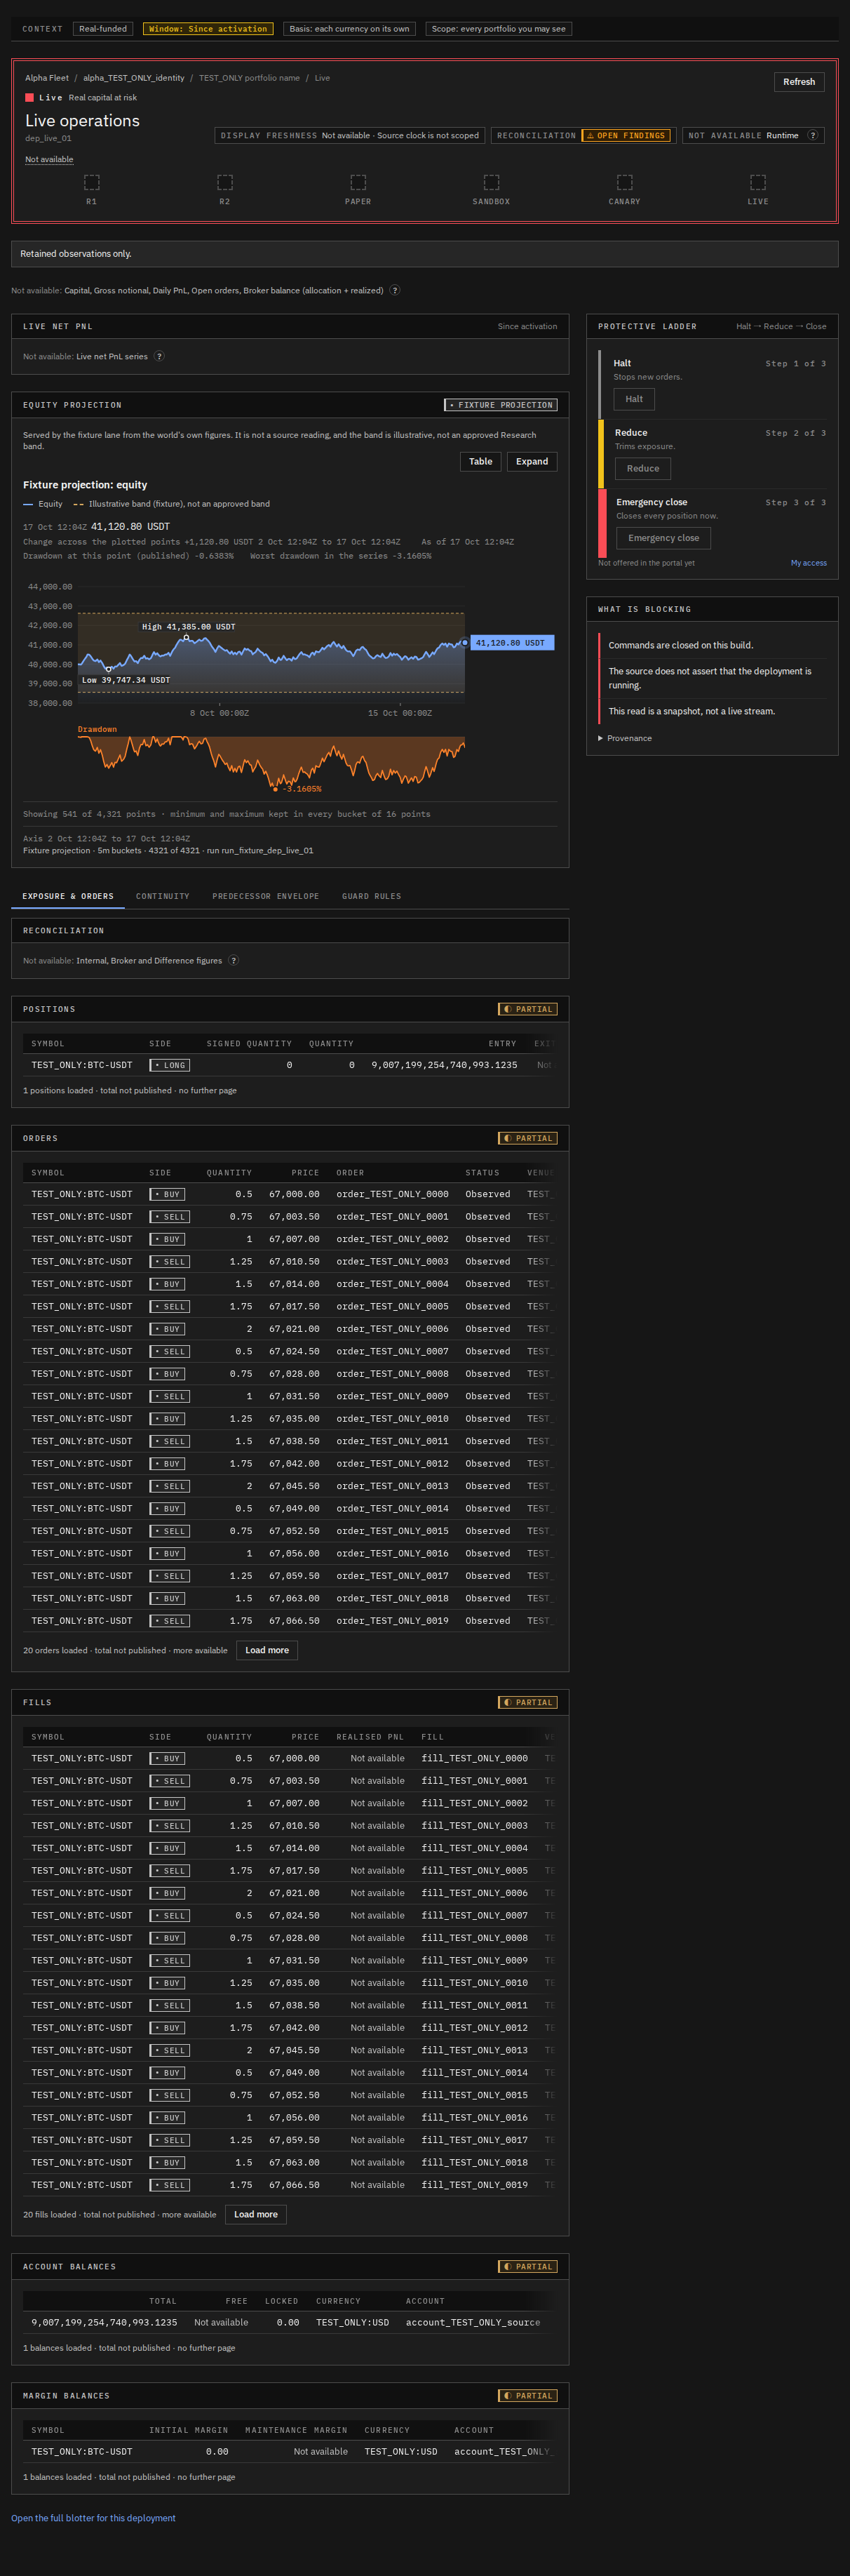 CONTEXT Real-funded Window: Since activation Basis: each currency on its own Scope: every portfolio you may see
Alpha Fleet / alpha_TEST_ONLY_identity / TEST_ONLY portfolio name / Live
Refresh
Live Real capital at risk
Live operations
dep_live_01
DISPLAY FRESHNESS Not available · Source clock is not scoped
RECONCILIATION ⚠ OPEN FINDINGS
NOT AVAILABLE Runtime ?
Not available
R1 R2 PAPER SANDBOX CANARY LIVE
Retained observations only.
Not available: Capital, Gross notional, Daily PnL, Open orders, Broker balance (allocation + realized) ?
LIVE NET PNL Since activation
Not available: Live net PnL series ?
EQUITY PROJECTION • FIXTURE PROJECTION
Served by the fixture lane from the world's own figures. It is not a source reading, and the band is illustrative, not an approved Research
band.
Table Expand
Fixture projection: equity
Equity Illustrative band (fixture), not an approved band
17 Oct 12:04Z 41,120.80 USDT
Change across the plotted points +1,120.80 USDT 2 Oct 12:04Z to 17 Oct 12:04Z As of 17 Oct 12:04Z
Drawdown at this point (published) -0.6383% Worst drawdown in the series -3.1605%
44,000.00
43,000.00
42,000.00
41,000.00
40,000.00
39,000.00
38,000.00
High 41,385.00 USDT
41,120.80 USDT
Low 39,747.34 USDT
8 Oct 00:00Z 15 Oct 00:00Z
Drawdown
-3.1605%
Showing 541 of 4,321 points · minimum and maximum kept in every bucket of 16 points
Axis 2 Oct 12:04Z to 17 Oct 12:04Z
Fixture projection · 5m buckets · 4321 of 4321 · run run_fixture_dep_live_01
EXPOSURE & ORDERS CONTINUITY PREDECESSOR ENVELOPE GUARD RULES
RECONCILIATION
Not available: Internal, Broker and Difference figures ?
POSITIONS PARTIAL
SYMBOL SIDE SIGNED QUANTITY QUANTITY ENTRY
TEST_ONLY:BTC-USDT • LONG 0 0 9,007,199,254,740,993.1235 Not
1 positions loaded · total not published · no further page
ORDERS PARTIAL
SYMBOL SIDE QUANTITY PRICE ORDER STATUS VENUE
TEST_ONLY:BTC-USDT • BUY 0.5 67,000.00 order_TEST_ONLY_0000 Observed TEST_
TEST_ONLY:BTC-USDT • SELL 0.75 67,003.50 order_TEST_ONLY_0001 Observed TEST_
TEST_ONLY:BTC-USDT • BUY 1 67,007.00 order_TEST_ONLY_0002 Observed TEST_
TEST_ONLY:BTC-USDT • SELL 1.25 67,010.50 order_TEST_ONLY_0003 Observed TEST_
TEST_ONLY:BTC-USDT • BUY 1.5 67,014.00 order_TEST_ONLY_0004 Observed TEST_
TEST_ONLY:BTC-USDT • SELL 1.75 67,017.50 order_TEST_ONLY_0005 Observed TEST_
TEST_ONLY:BTC-USDT • BUY 2 67,021.00 order_TEST_ONLY_0006 Observed TEST_
TEST_ONLY:BTC-USDT • SELL 0.5 67,024.50 order_TEST_ONLY_0007 Observed TEST_
TEST_ONLY:BTC-USDT • BUY 0.75 67,028.00 order_TEST_ONLY_0008 Observed TEST_
TEST_ONLY:BTC-USDT • SELL 1 67,031.50 order_TEST_ONLY_0009 Observed TEST_
TEST_ONLY:BTC-USDT • BUY 1.25 67,035.00 order_TEST_ONLY_0010 Observed TEST_
TEST_ONLY:BTC-USDT • SELL 1.5 67,038.50 order_TEST_ONLY_0011 Observed TEST_
TEST_ONLY:BTC-USDT • BUY 1.75 67,042.00 order_TEST_ONLY_0012 Observed TEST_
TEST_ONLY:BTC-USDT • SELL 2 67,045.50 order_TEST_ONLY_0013 Observed TEST_
TEST_ONLY:BTC-USDT • BUY 0.5 67,049.00 order_TEST_ONLY_0014 Observed TEST_
TEST_ONLY:BTC-USDT • SELL 0.75 67,052.50 order_TEST_ONLY_0015 Observed TEST_
TEST_ONLY:BTC-USDT • BUY 1 67,056.00 order_TEST_ONLY_0016 Observed TEST_
TEST_ONLY:BTC-USDT • SELL 1.25 67,059.50 order_TEST_ONLY_0017 Observed TEST_
TEST_ONLY:BTC-USDT • BUY 1.5 67,063.00 order_TEST_ONLY_0018 Observed TEST_
TEST_ONLY:BTC-USDT • SELL 1.75 67,066.50 order_TEST_ONLY_0019 Observed TEST_
20 orders loaded · total not published · more available Load more
FILLS PARTIAL
SYMBOL SIDE QUANTITY PRICE REALISED PNL FILL VE
TEST_ONLY:BTC-USDT • BUY 0.5 67,000.00 Not available fill_TEST_ONLY_0000 TE
TEST_ONLY:BTC-USDT • SELL 0.75 67,003.50 Not available fill_TEST_ONLY_0001 TE
TEST_ONLY:BTC-USDT • BUY 1 67,007.00 Not available fill_TEST_ONLY_0002 TE
TEST_ONLY:BTC-USDT • SELL 1.25 67,010.50 Not available fill_TEST_ONLY_0003 TE
TEST_ONLY:BTC-USDT • BUY 1.5 67,014.00 Not available fill_TEST_ONLY_0004 TE
TEST_ONLY:BTC-USDT • SELL 1.75 67,017.50 Not available fill_TEST_ONLY_0005 TE
TEST_ONLY:BTC-USDT • BUY 2 67,021.00 Not available fill_TEST_ONLY_0006 TE
TEST_ONLY:BTC-USDT • SELL 0.5 67,024.50 Not available fill_TEST_ONLY_0007 TE
TEST_ONLY:BTC-USDT • BUY 0.75 67,028.00 Not available fill_TEST_ONLY_0008 TE
TEST_ONLY:BTC-USDT • SELL 1 67,031.50 Not available fill_TEST_ONLY_0009 TE
TEST_ONLY:BTC-USDT • BUY 1.25 67,035.00 Not available fill_TEST_ONLY_0010 TE
TEST_ONLY:BTC-USDT • SELL 1.5 67,038.50 Not available fill_TEST_ONLY_0011 TE
TEST_ONLY:BTC-USDT • BUY 1.75 67,042.00 Not available fill_TEST_ONLY_0012 TE
TEST_ONLY:BTC-USDT • SELL 2 67,045.50 Not available fill_TEST_ONLY_0013 TE
TEST_ONLY:BTC-USDT • BUY 0.5 67,049.00 Not available fill_TEST_ONLY_0014 TE
TEST_ONLY:BTC-USDT • SELL 0.75 67,052.50 Not available fill_TEST_ONLY_0015 TE
TEST_ONLY:BTC-USDT • BUY 1 67,056.00 Not available fill_TEST_ONLY_0016 TE
TEST_ONLY:BTC-USDT • SELL 1.25 67,059.50 Not available fill_TEST_ONLY_0017 TE
TEST_ONLY:BTC-USDT • BUY 1.5 67,063.00 Not available fill_TEST_ONLY_0018 TE
TEST_ONLY:BTC-USDT • SELL 1.75 67,066.50 Not available fill_TEST_ONLY_0019 TE
20 fills loaded · total not published · more available Load more
ACCOUNT BALANCES PARTIAL
TOTAL FREE LOCKED CURRENCY ACCOUNT
9,007,199,254,740,993.1235 Not available 0.00 TEST_ONLY:USD account_TEST_ONLY_source
1 balances loaded · total not published · no further page
MARGIN BALANCES PARTIAL
SYMBOL INITIAL MARGIN MAINTENANCE MARGIN CURRENCY ACCOUNT
TEST_ONLY:BTC-USDT 0.00 Not available TEST_ONLY:USD account_TEST_ONLY_
1 balances loaded · total not published · no further page
Open the full blotter for this deployment
PROTECTIVE LADDER Halt → Reduce → Close
Halt Step 1 of 3
Stops new orders.
Halt
Reduce Step 2 of 3
Trims exposure.
Reduce
Emergency close Step 3 of 3
Closes every position now.
Emergency close
Not offered in the portal yet My access
WHAT IS BLOCKING
Commands are closed on this build.
The source does not assert that the deployment is
running.
This read is a snapshot, not a live stream.
▶ Provenance